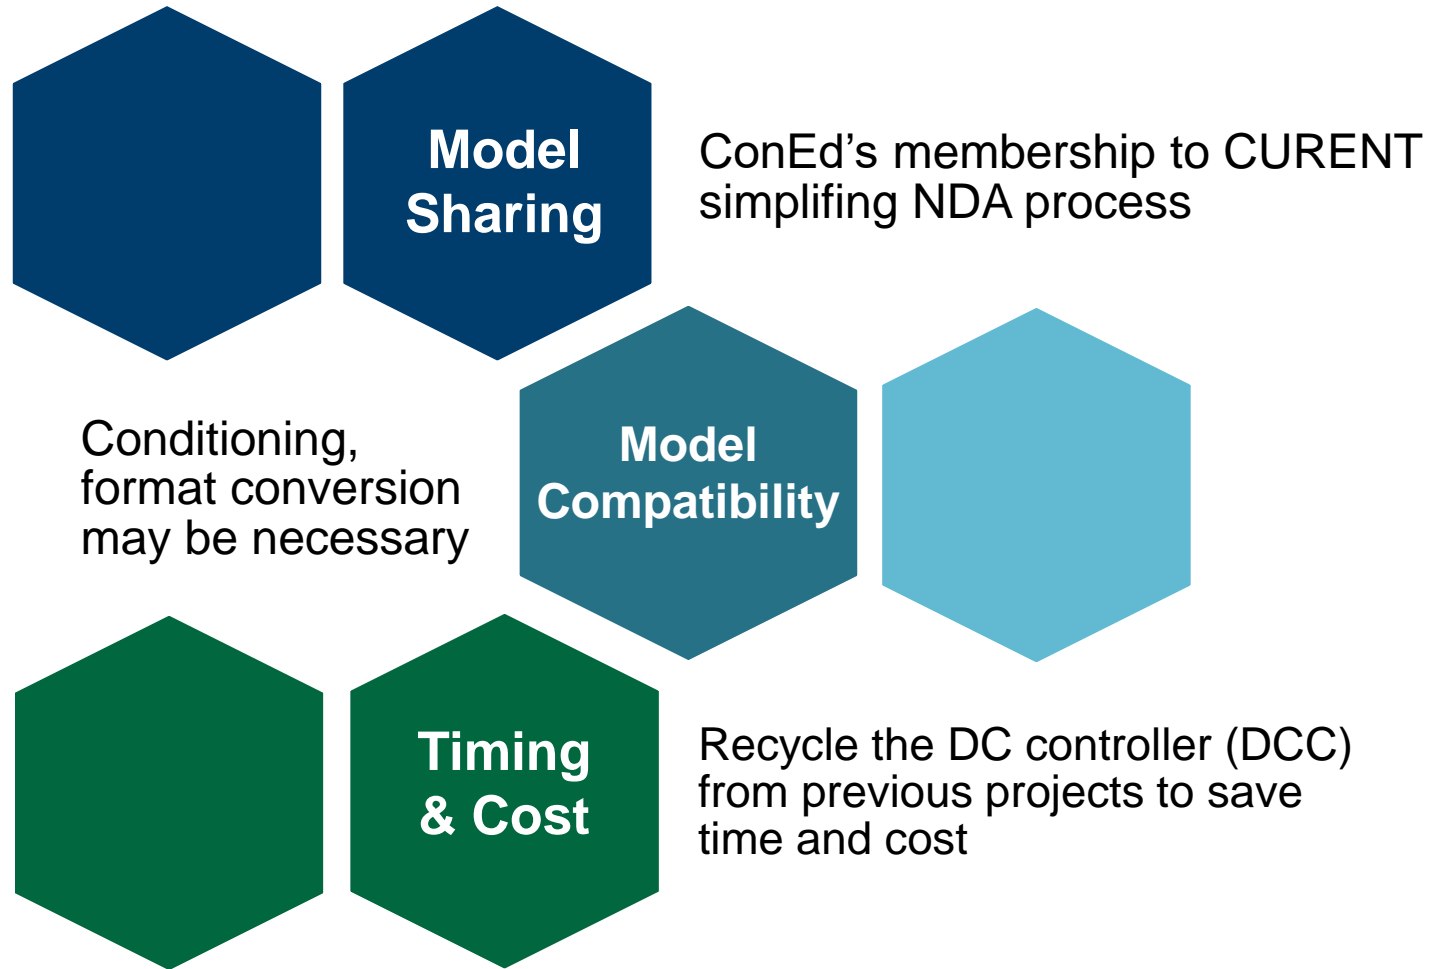 Model
Sharing
ConEd's membership to CURENT
simplifing NDA process
Conditioning,
format conversion
may be necessary
Model
Compatibility
Timing
& Cost
Recycle the DC controller (DCC)
from previous projects to save
time and cost